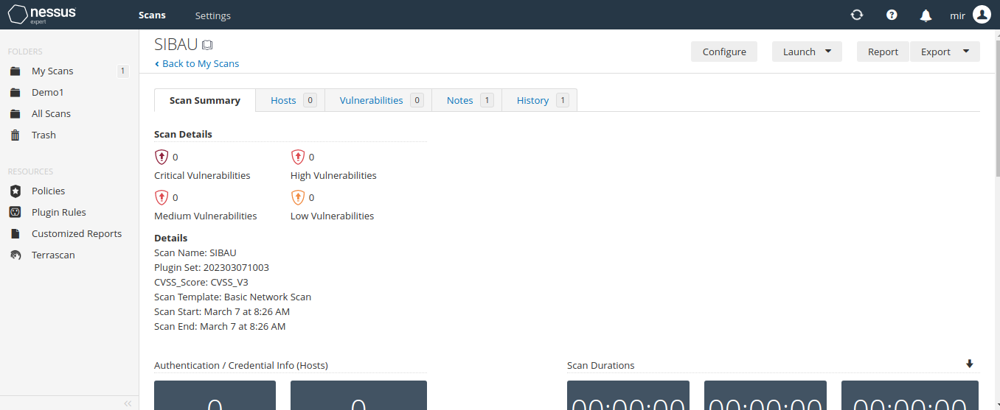 nessus
expert
Scans
Settings
mir
FOLDERS
My Scans 1
Demo1
All Scans
Trash
RESOURCES
Policies
Plugin Rules
Customized Reports
Terrascan
SIBAU
Back to My Scans
Configure
Launch
Report
Export
Scan Summary
Hosts 0
Vulnerabilities 0
Notes 1
History 1
Scan Details
0
Critical Vulnerabilities
0
High Vulnerabilities
0
Medium Vulnerabilities
0
Low Vulnerabilities
Details
Scan Name: SIBAU
Plugin Set: 202303071003
CVSS_Score: CVSS_V3
Scan Template: Basic Network Scan
Scan Start: March 7 at 8:26 AM
Scan End: March 7 at 8:26 AM
Authentication / Credential Info (Hosts)
0
0
Scan Durations
00:00:00
00:00:00
00:00:00